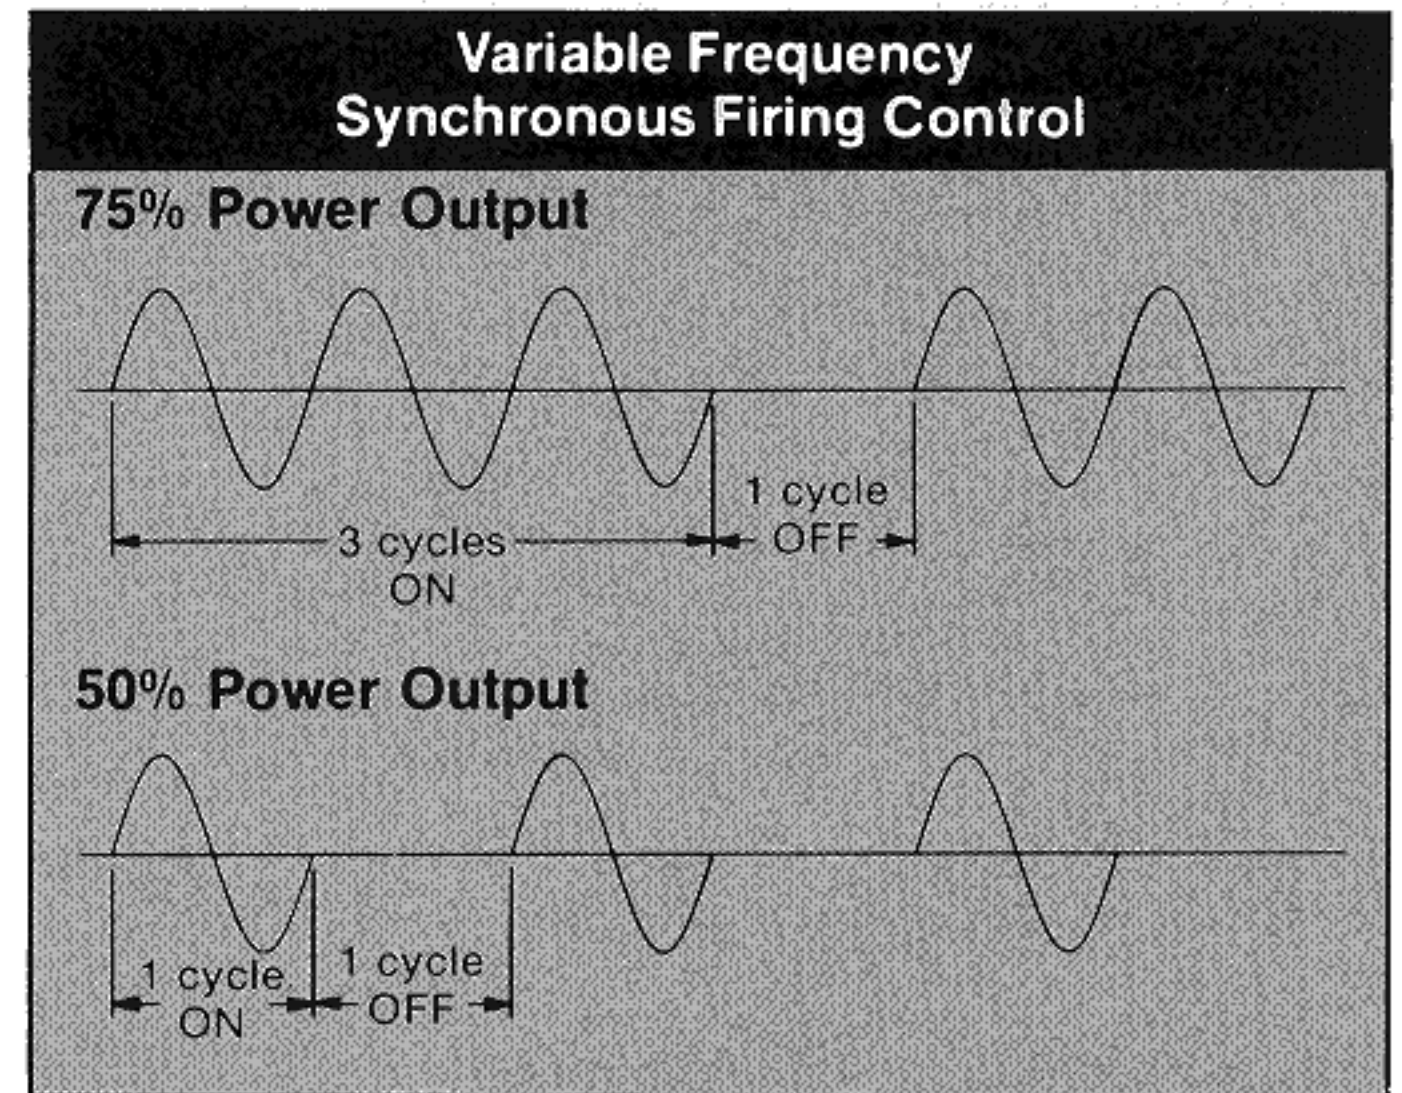 Variable Frequency
Synchronous Firing Control
75% Power Output
3 cycles
ON
1 cycle
OFF
50% Power Output
1 cycle
ON
1 cycle
OFF